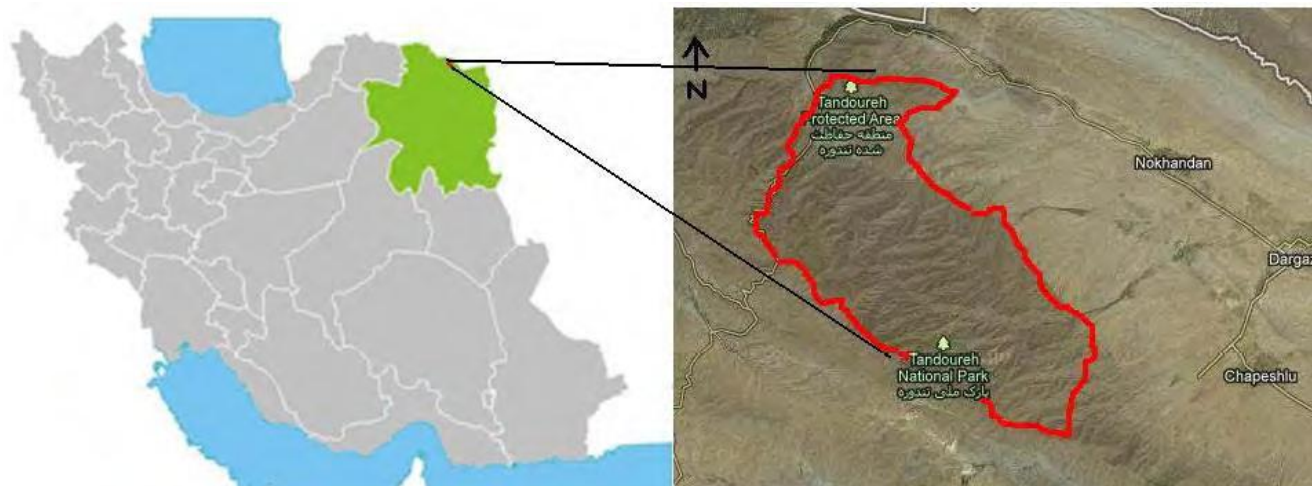 N
Tandoureh
Protected Area
منطقه حفاظت
شده تندوره
Nokhandan
Dargaz
Tandoureh
National Park
پارک ملی تندوره
Chapeshlu